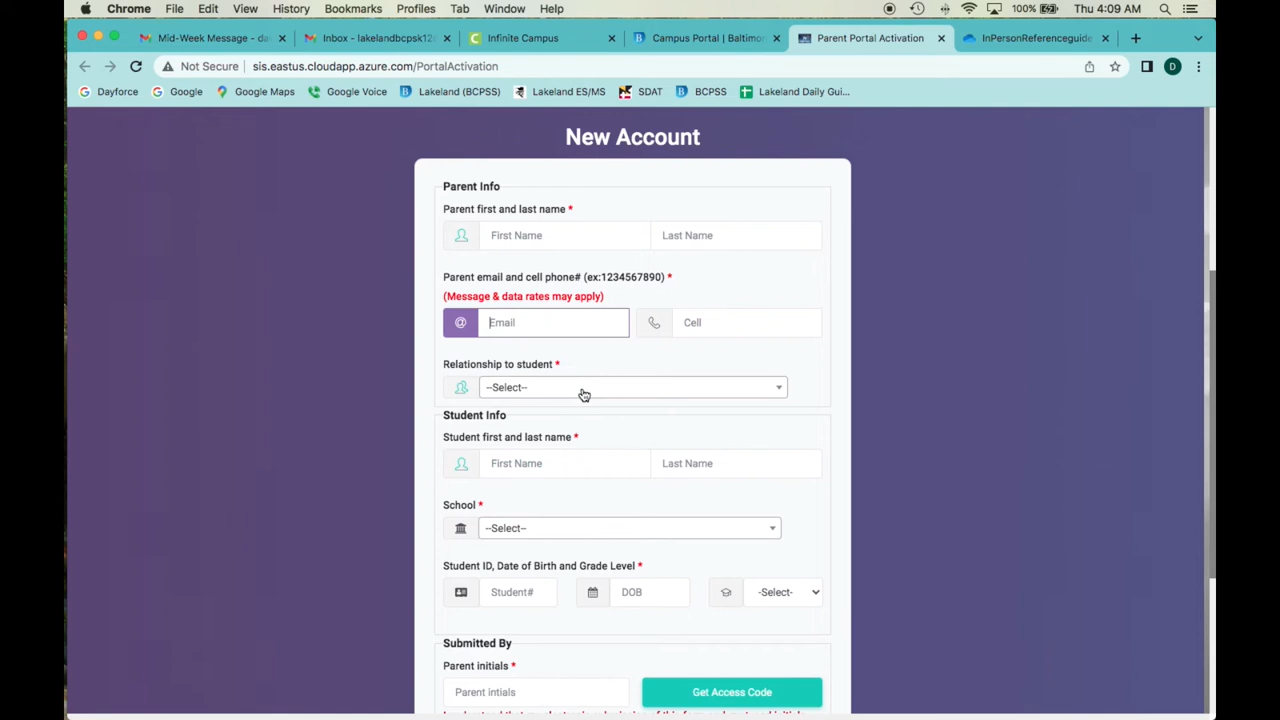 Chrome File Edit View History Bookmarks Profiles Tab Window Help 100% Thu 4:09 AM
Mid-Week Message - da Inbox - lakelandbcpsk12 Infinite Campus Campus Portal | Baltimo Parent Portal Activation InPersonReferenceguide
Not Secure sis.eastus.cloudapp.azure.com/PortalActivation D
Dayforce Google Google Maps Google Voice Lakeland (BCPSS) Lakeland ES/MS SDAT BCPSS Lakeland Daily Gui...
New Account
Parent Info
Parent first and last name *
First Name Last Name
Parent email and cell phone# (ex:1234567890) *
(Message & data rates may apply)
@ Email Cell
Relationship to student *
--Select--
Student Info
Student first and last name *
First Name Last Name
School *
--Select--
Student ID, Date of Birth and Grade Level *
Student# DOB -Select-
Submitted By
Parent initials *
Parent intials Get Access Code